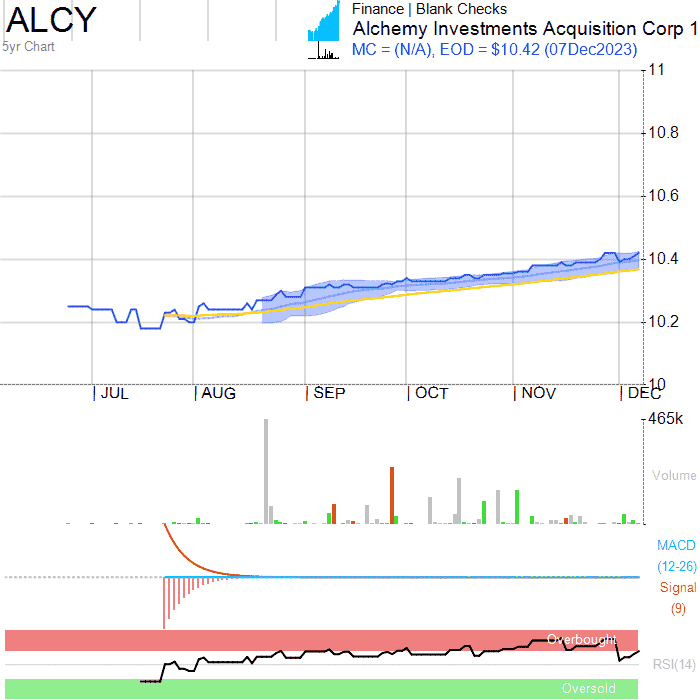 ALCY
5yr Chart
Finance | Blank Checks
Alchemy Investments Acquisition Corp 1
MC = (N/A), EOD = $10.42 (07Dec2023)
11
10.8
10.6
10.4
10.2
10
JUL
AUG
SEP
OCT
NOV
DEC
465k
Volume
MACD
(12-26)
Signal
(9)
Overbought
RSI(14)
Oversold